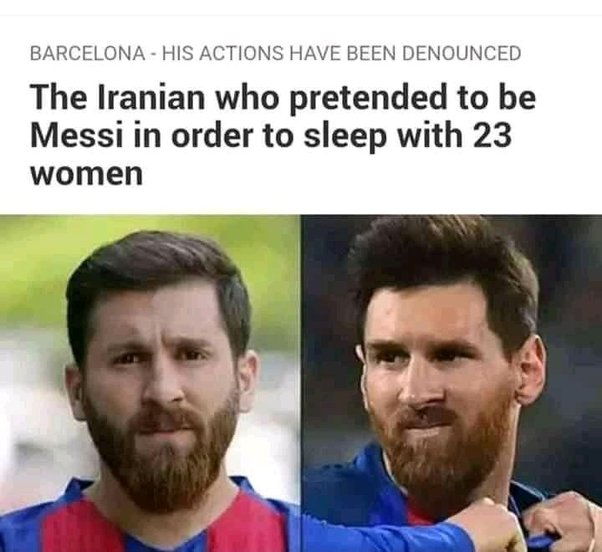 BARCELONA - HIS ACTIONS HAVE BEEN DENOUNCED
The Iranian who pretended to be
Messi in order to sleep with 23
women